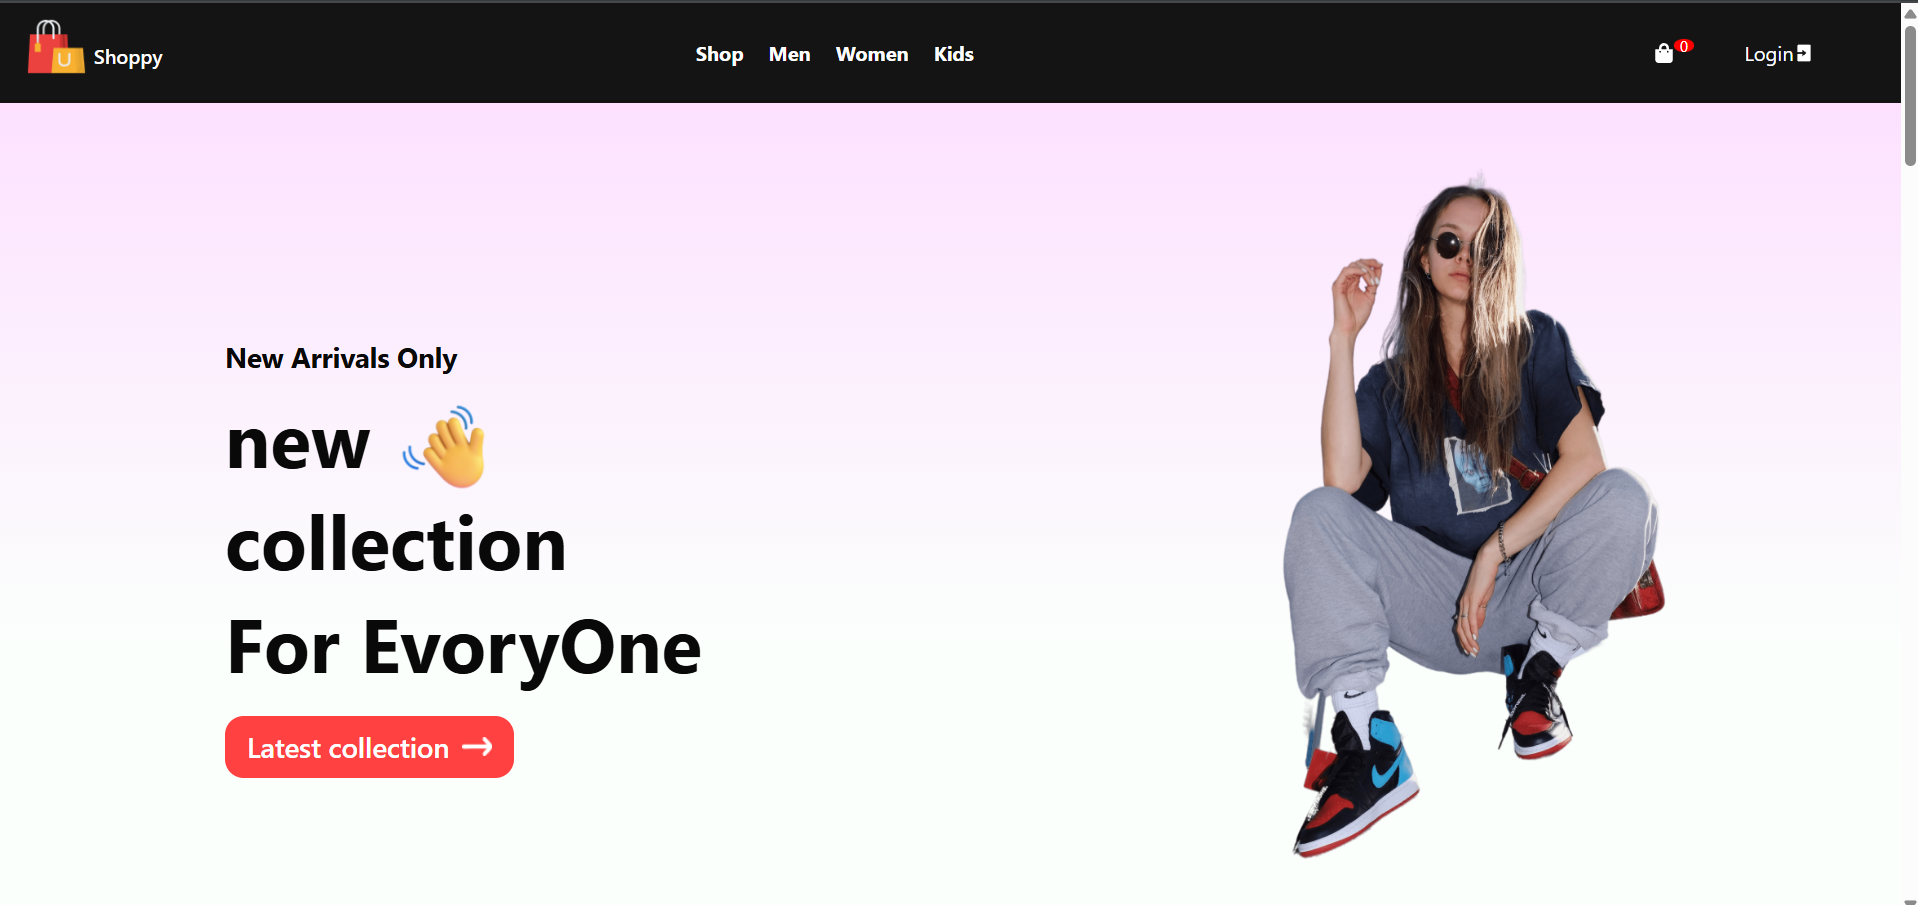 Shoppy
Shop Men Women Kids
0
Login
New Arrivals Only
new
collection
For EvoryOne
Latest collection